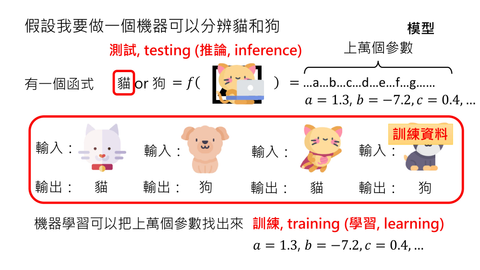 假設我要做一個機器可以分辨貓和狗
模型
測試, testing (推論, inference)
上萬個參數
有一個函式 貓 or 狗 = f( ) = …a…b…c…d…e…f…g……
a = 1.3, b = −7.2, c = 0.4, …
訓練資料
輸入： 輸入： 輸入： 輸入：
輸出： 貓 輸出： 狗 輸出： 貓 輸出： 狗
機器學習可以把上萬個參數找出來 訓練, training (學習, learning)
a = 1.3, b = −7.2, c = 0.4, …